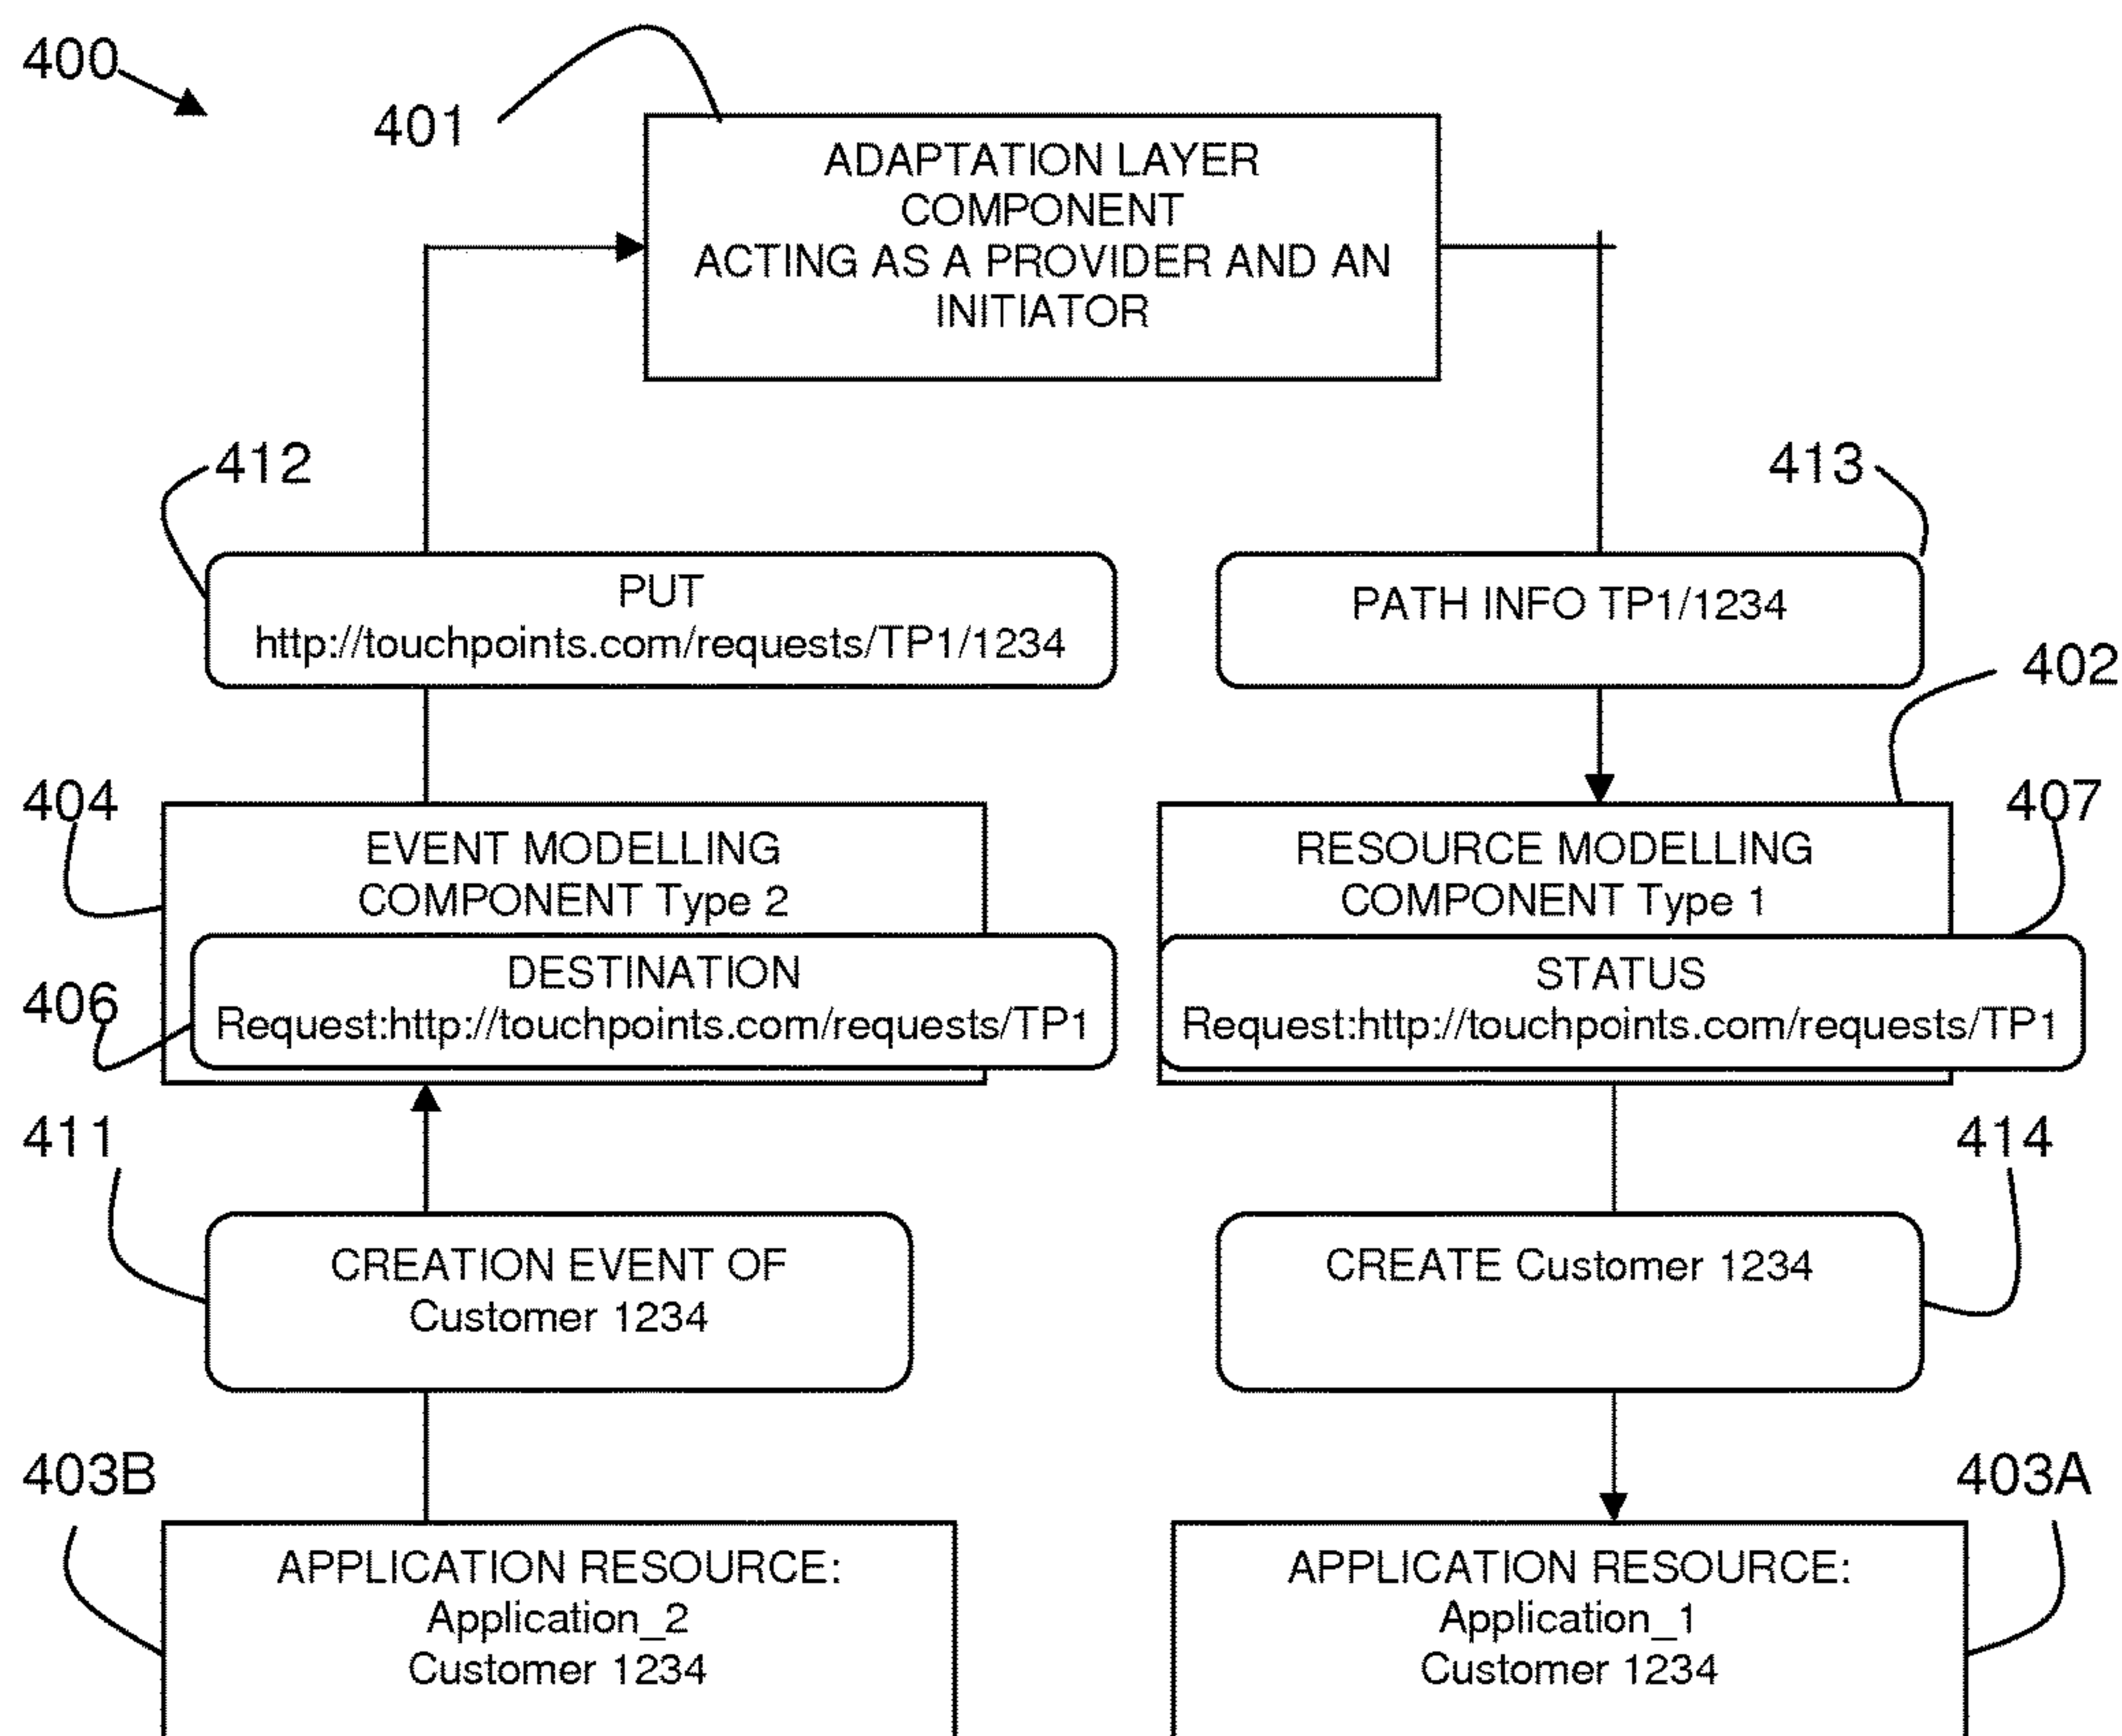 400
401
ADAPTATION LAYER
COMPONENT
ACTING AS A PROVIDER AND AN
INITIATOR
412
413
PUT
http://touchpoints.com/requests/TP1/1234
PATH INFO TP1/1234
402
404
407
EVENT MODELLING
COMPONENT Type 2
RESOURCE MODELLING
COMPONENT Type 1
406
DESTINATION
Request:http://touchpoints.com/requests/TP1
STATUS
Request:http://touchpoints.com/requests/TP1
411
414
CREATION EVENT OF
Customer 1234
CREATE Customer 1234
403B
403A
APPLICATION RESOURCE:
Application_2
Customer 1234
APPLICATION RESOURCE:
Application_1
Customer 1234